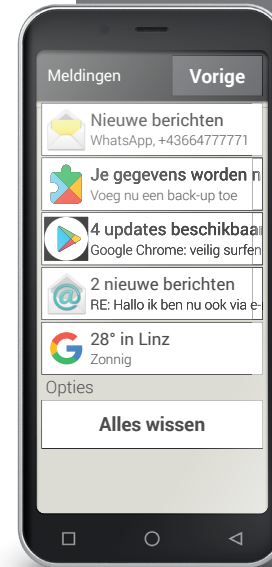 Meldingen
Vorige
Nieuwe berichten
WhatsApp, +43664777771
Je gegevens worden n
Voeg nu een back-up toe
4 updates beschikbaar
Google Chrome: veilig surfen
2 nieuwe berichten
RE: Hallo ik ben nu ook via e-
28° in Linz
Zonnig
Opties
Alles wissen